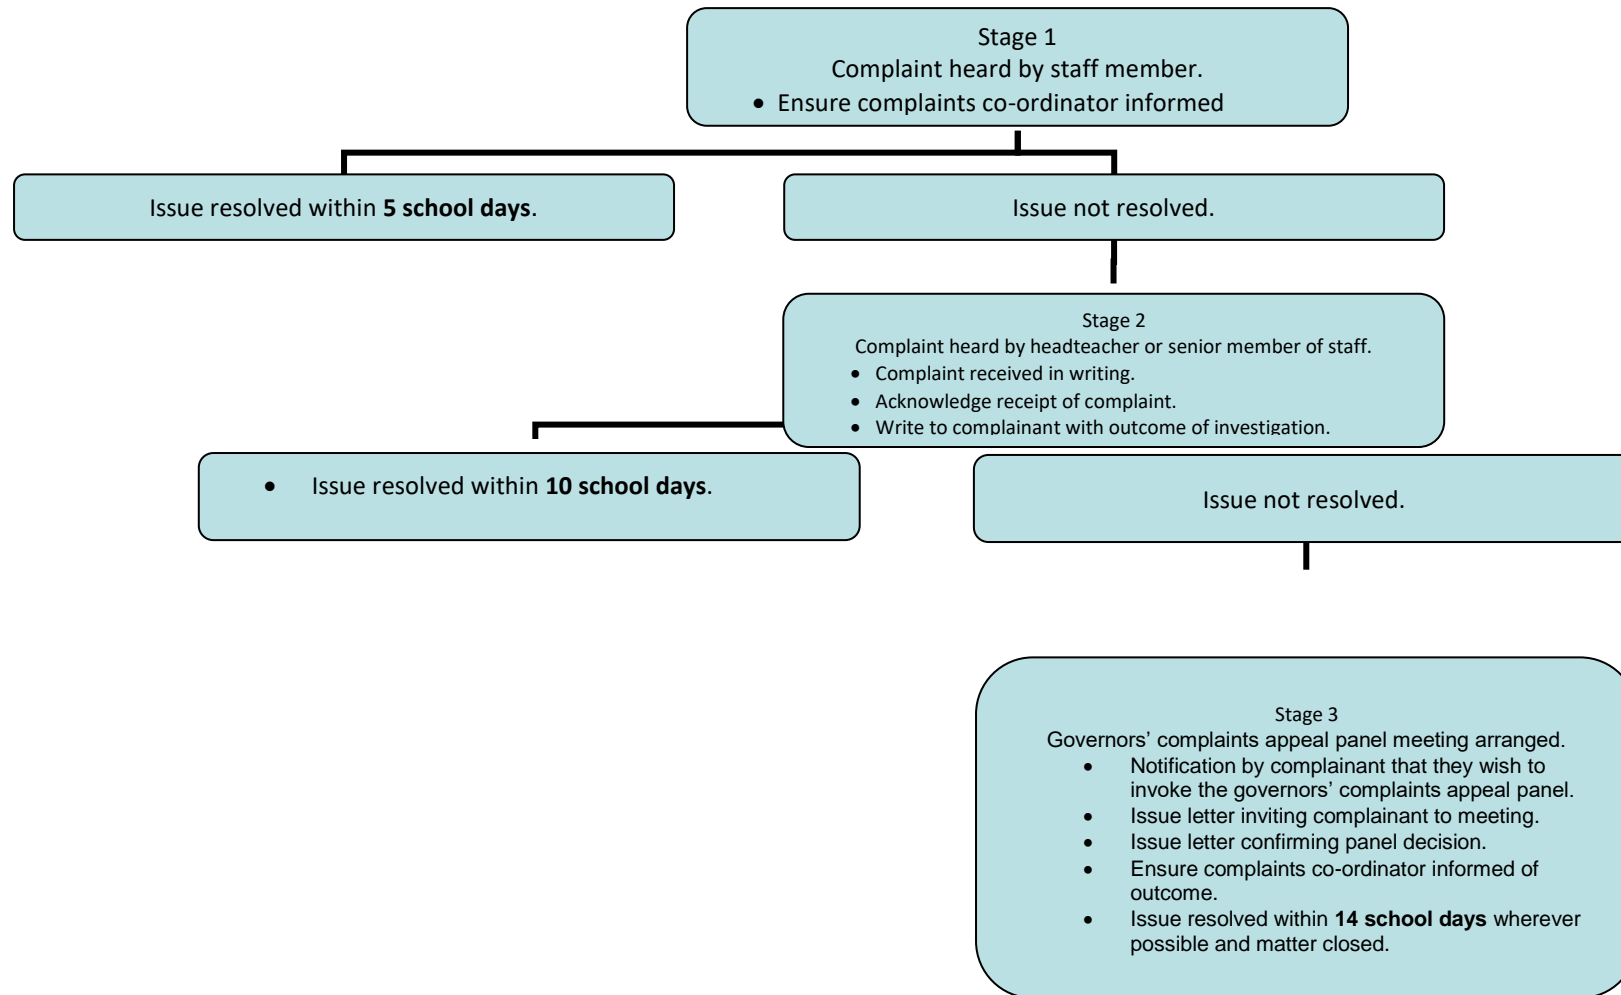 Stage 1
Complaint heard by staff member.
• Ensure complaints co-ordinator informed
Issue resolved within 5 school days.
Issue not resolved.
Stage 2
Complaint heard by headteacher or senior member of staff.
• Complaint received in writing.
• Acknowledge receipt of complaint.
• Write to complainant with outcome of investigation.
• Issue resolved within 10 school days.
Issue not resolved.
Stage 3
Governors’ complaints appeal panel meeting arranged.
• Notification by complainant that they wish to
invoke the governors’ complaints appeal panel.
• Issue letter inviting complainant to meeting.
• Issue letter confirming panel decision.
• Ensure complaints co-ordinator informed of
outcome.
• Issue resolved within 14 school days wherever
possible and matter closed.